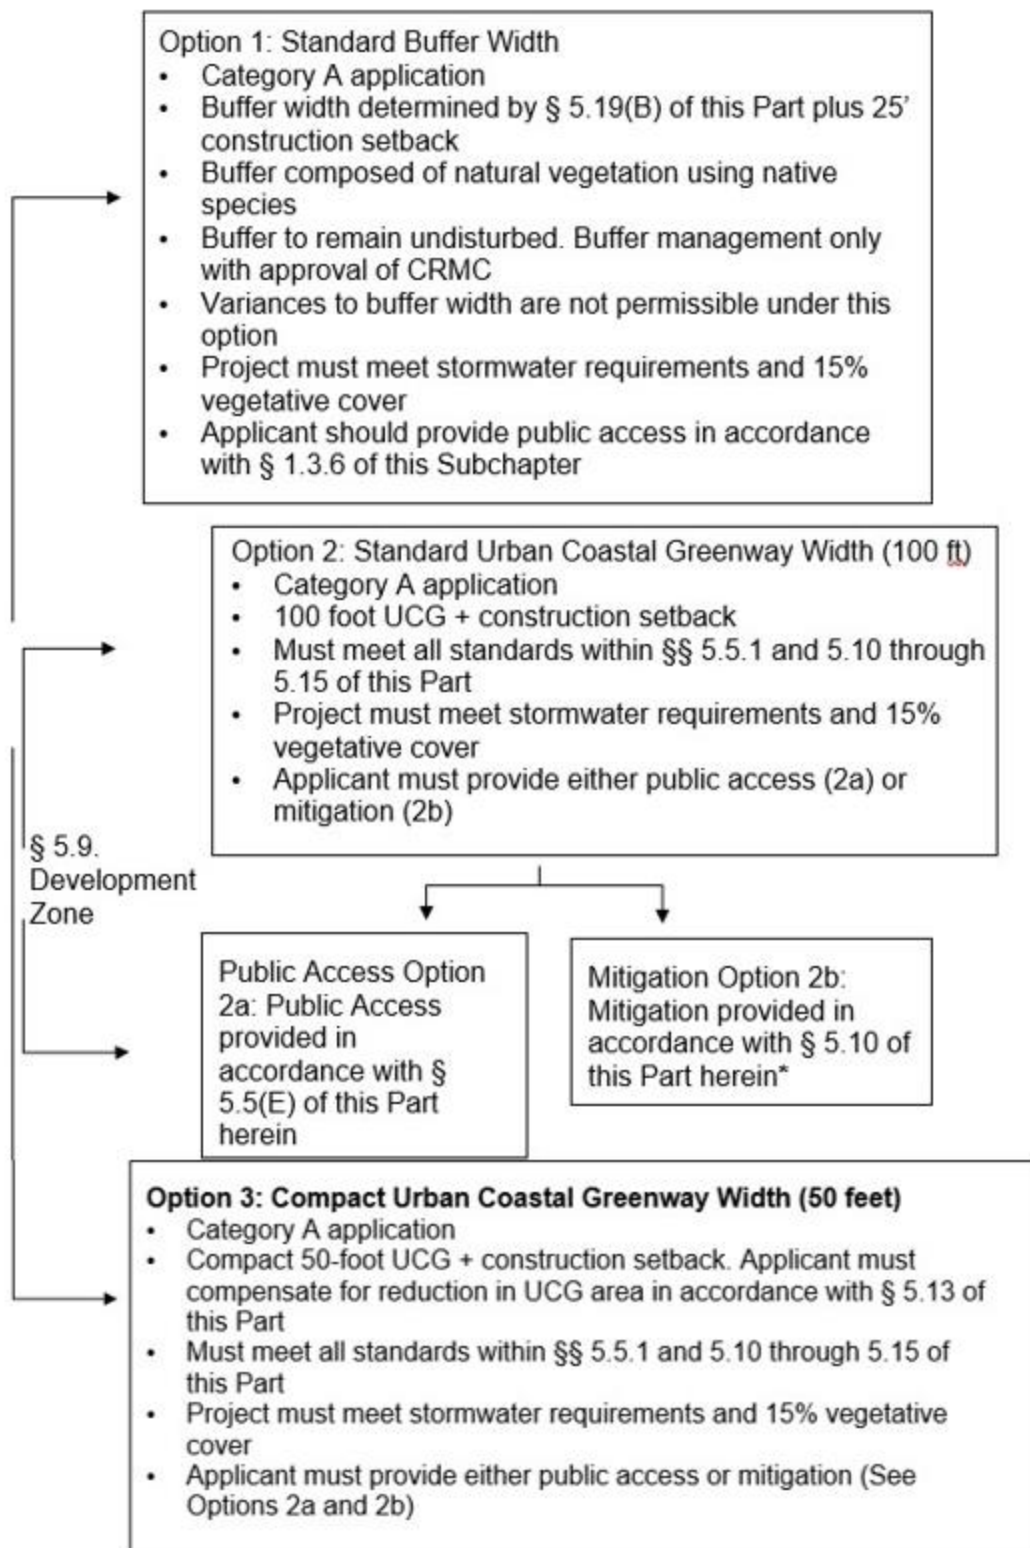 Option 1: Standard Buffer Width
• Category A application
• Buffer width determined by § 5.19(B) of this Part plus 25’
construction setback
• Buffer composed of natural vegetation using native
species
• Buffer to remain undisturbed. Buffer management only
with approval of CRMC
• Variances to buffer width are not permissible under this
option
• Project must meet stormwater requirements and 15%
vegetative cover
• Applicant should provide public access in accordance
with § 1.3.6 of this Subchapter
Option 2: Standard Urban Coastal Greenway Width (100 ft)
• Category A application
• 100 foot UCG + construction setback
• Must meet all standards within §§ 5.5.1 and 5.10 through
5.15 of this Part
• Project must meet stormwater requirements and 15%
vegetative cover
• Applicant must provide either public access (2a) or
mitigation (2b)
§ 5.9.
Development
Zone
Public Access Option
2a: Public Access
provided in
accordance with §
5.5(E) of this Part
herein
Mitigation Option 2b:
Mitigation provided in
accordance with § 5.10 of
this Part herein*
Option 3: Compact Urban Coastal Greenway Width (50 feet)
• Category A application
• Compact 50-foot UCG + construction setback. Applicant must
compensate for reduction in UCG area in accordance with § 5.13 of
this Part
• Must meet all standards within §§ 5.5.1 and 5.10 through 5.15 of
this Part
• Project must meet stormwater requirements and 15% vegetative
cover
• Applicant must provide either public access or mitigation (See
Options 2a and 2b)